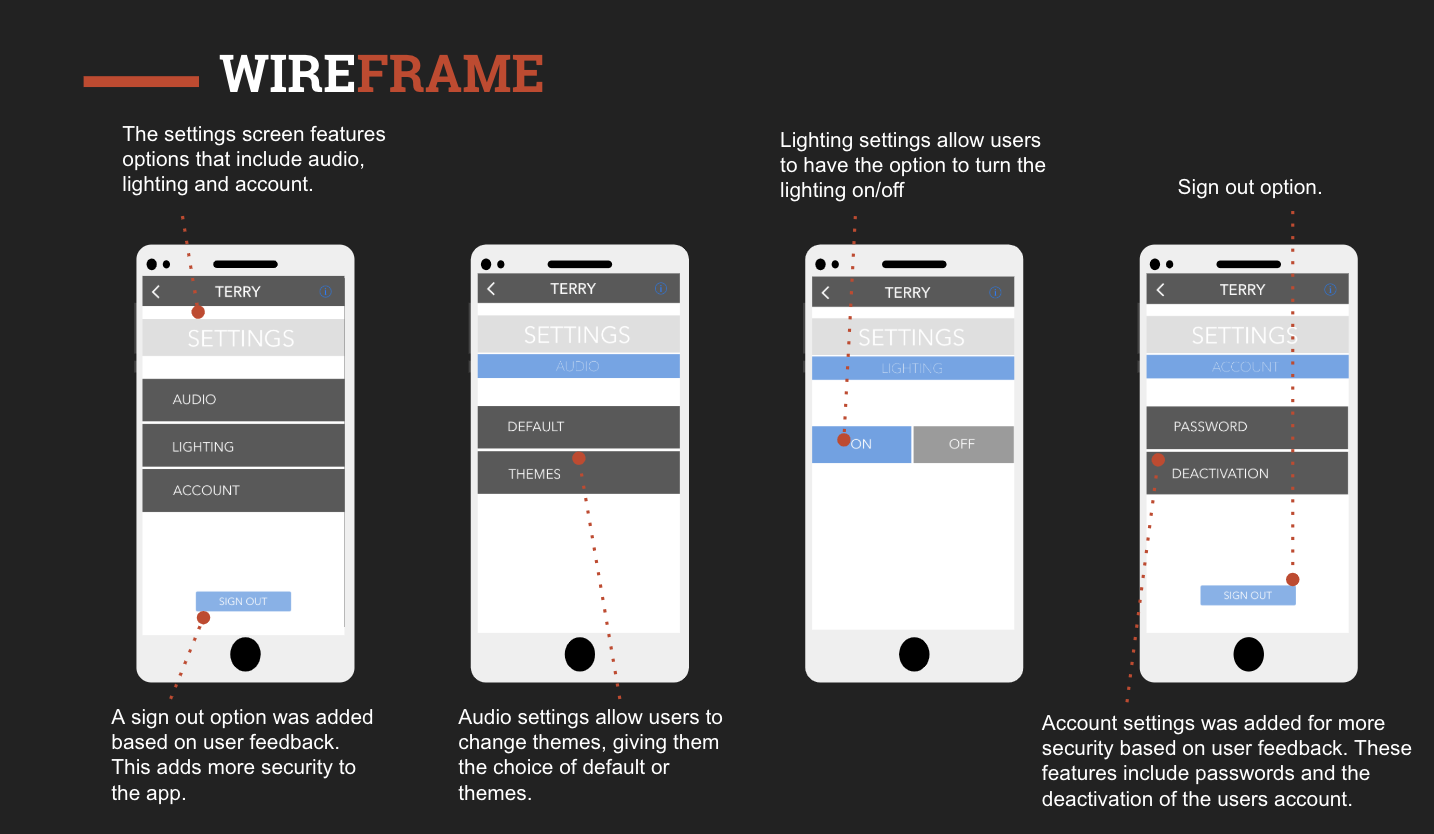 WIREFRAME
The settings screen features
options that include audio,
lighting and account.
Lighting settings allow users
to have the option to turn the
lighting on/off
Sign out option.
TERRY
SETTINGS
AUDIO
LIGHTING
ACCOUNT
SIGN OUT
TERRY
SETTINGS
AUDIO
DEFAULT
THEMES
TERRY
SETTINGS
LIGHTING
ON
OFF
TERRY
SETTINGS
ACCOUNT
PASSWORD
DEACTIVATION
SIGN OUT
A sign out option was added
based on user feedback.
This adds more security to
the app.
Audio settings allow users to
change themes, giving them
the choice of default or
themes.
Account settings was added for more
security based on user feedback. These
features include passwords and the
deactivation of the users account.